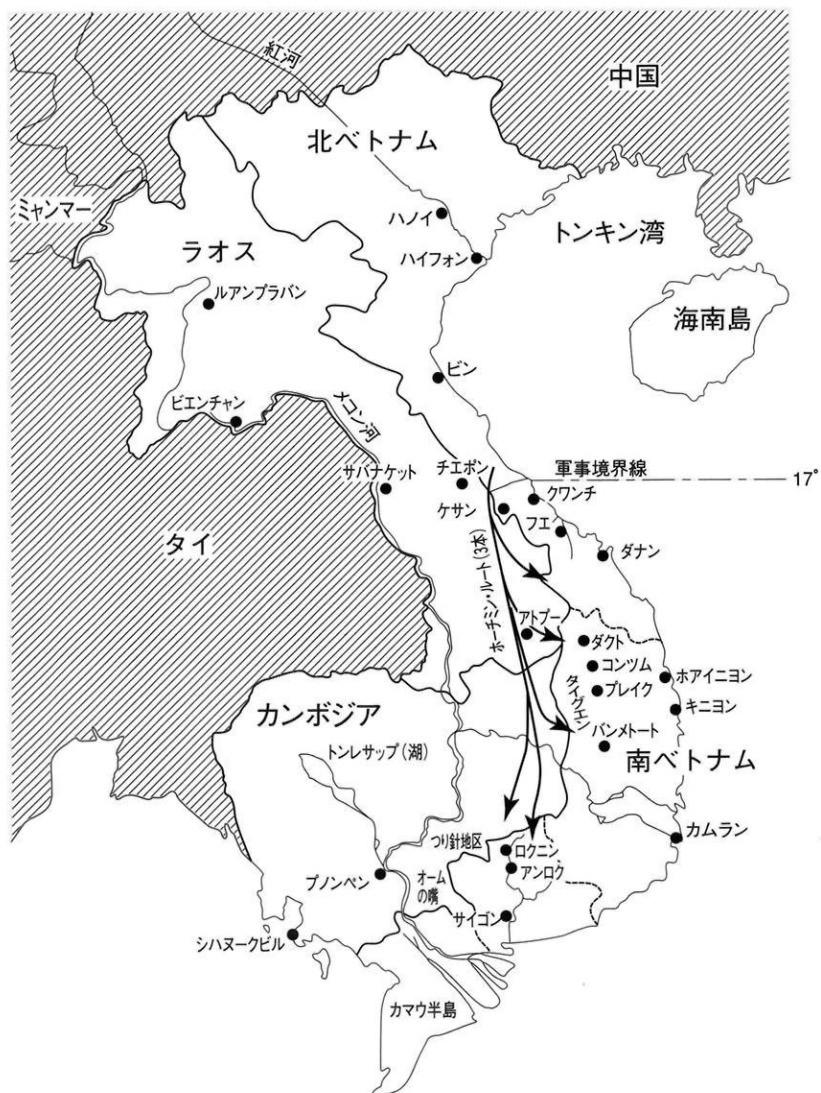 紅河
中国
北ベトナム
ミャンマー
ハノイ
トンキン湾
ラオス
ハイフォン
ルアンプラバン
海南島
ビン
ビエンチャン
メコン河
軍事境界線
17°
サバナケット
チエポン
クワンチ
ケサン
フエ
タイ
ダナン
ホーチミン・ルート(3本)
アトプー
ダクト
コンツム
ホアイニヨン
タイグエン
プレイク
キニヨン
カンボジア
バンメトート
トンレサップ(湖)
南ベトナム
カムラン
つり針地区
ロクニン
アンロク
プノンペン
オーム
の嘴
サイゴン
シハヌークビル
カマウ半島